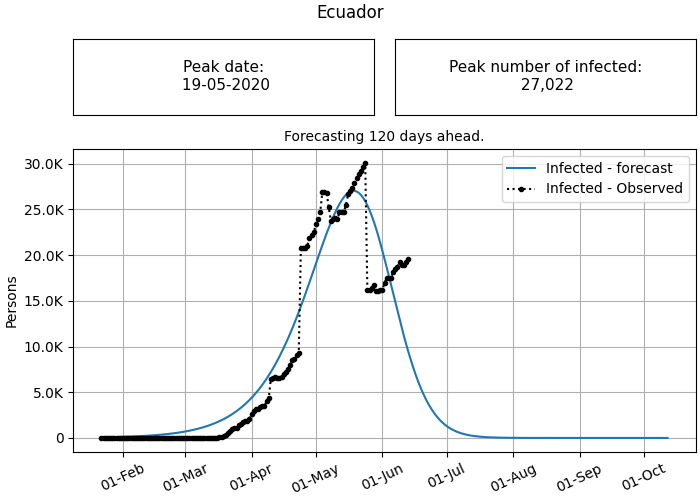 Ecuador
Peak date:
19-05-2020
Peak number of infected:
27,022
Forecasting 120 days ahead.
Infected - forecast
Infected - Observed
Persons
30.0K
25.0K
20.0K
15.0K
10.0K
5.0K
0
01-Feb
01-Mar
01-Apr
01-May
01-Jun
01-Jul
01-Aug
01-Sep
01-Oct